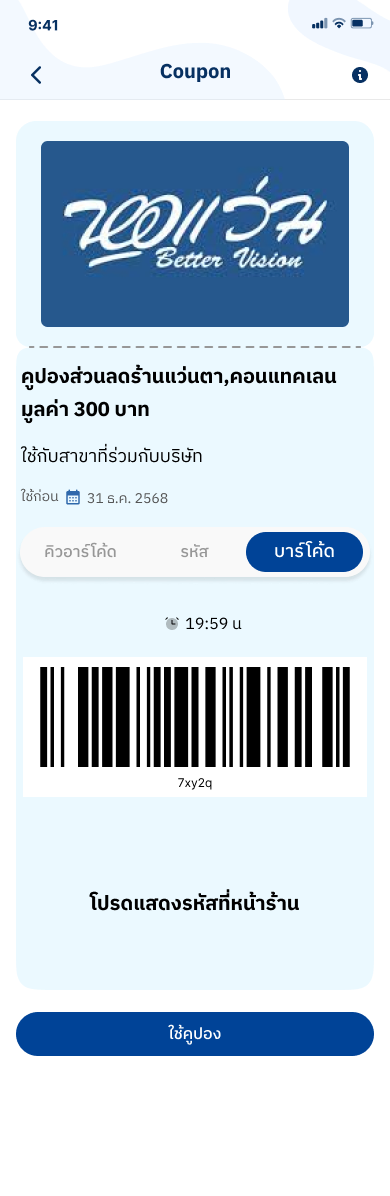 9:41
Coupon
หอแว่น
Better Vision
คูปองส่วนลดร้านแว่นตา,คอนแทคเลน
มูลค่า 300 บาท
ใช้กับสาขาที่ร่วมกับบริษัท
ใช้ก่อน 31 ธ.ค. 2568
คิวอาร์โค้ด รหัส บาร์โค้ด
19:59 น
7xy2q
โปรดแสดงรหัสที่หน้าร้าน
ใช้คูปอง